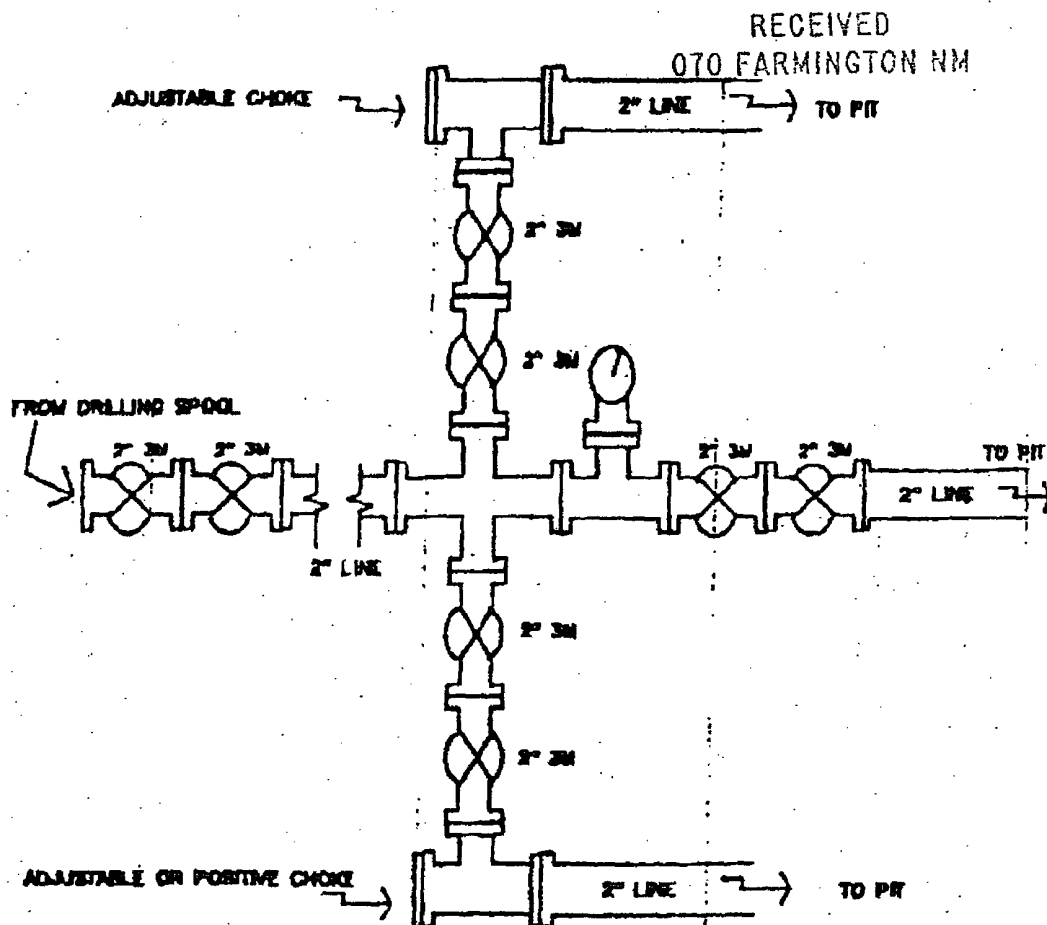 RECEIVED
070 FARMINGTON NM
ADJUSTABLE CHOKE
2" LINE
TO PIT
2" 3M
2" 3M
FROM DRILLING SPOOL
2" 3M
2" 3M
2" 3M
2" 3M
TO PIT
2" LINE
2" LINE
2" 3M
2" 3M
ADJUSTABLE OR POSITIVE CHOKE
2" LINE
TO PIT